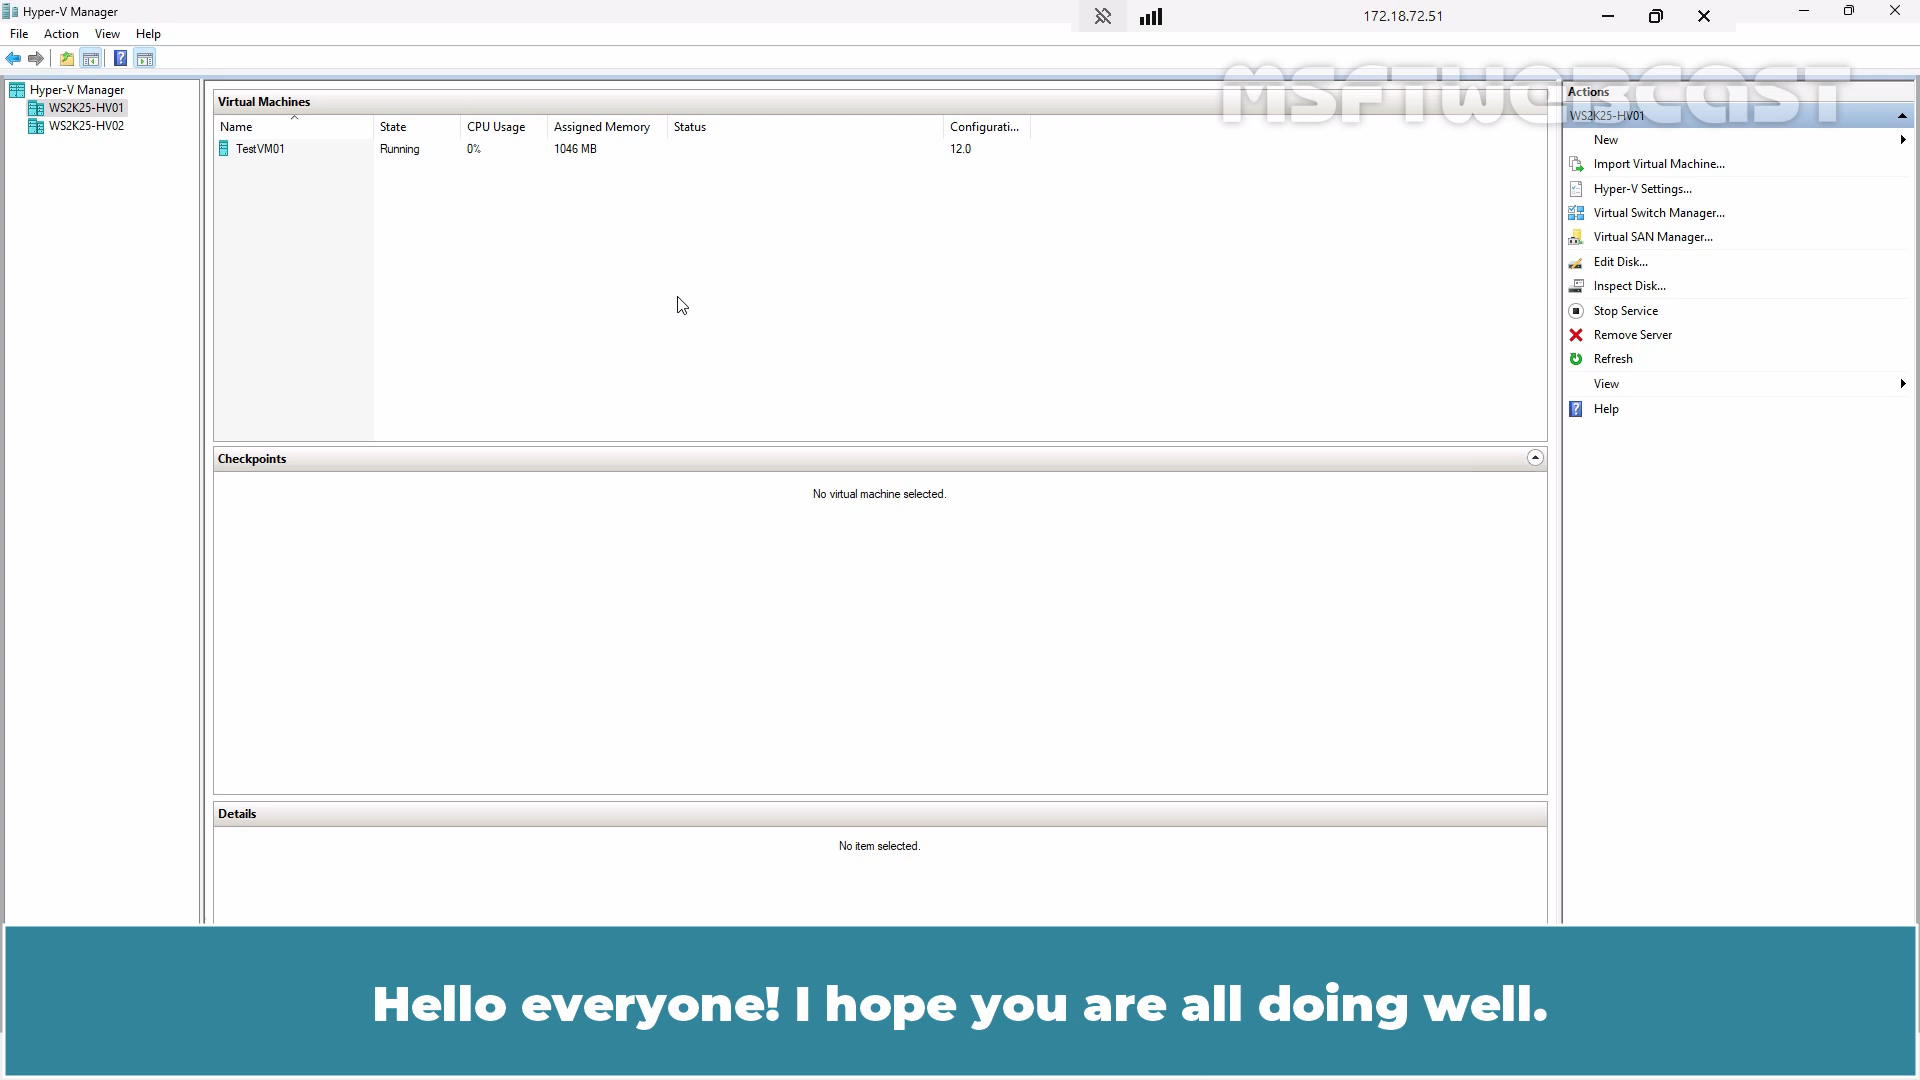 Hyper-V Manager
172.18.72.51
File Action View Help
MSFTWEBCAST
Hyper-V Manager
WS2K25-HV01
WS2K25-HV02
Virtual Machines
Name State CPU Usage Assigned Memory Status Configurati...
TestVM01 Running 0% 1046 MB 12.0
Checkpoints
No virtual machine selected.
Details
No item selected.
Actions
WS2K25-HV01
New
Import Virtual Machine...
Hyper-V Settings...
Virtual Switch Manager...
Virtual SAN Manager...
Edit Disk...
Inspect Disk...
Stop Service
Remove Server
Refresh
View
Help
Hello everyone! I hope you are all doing well.